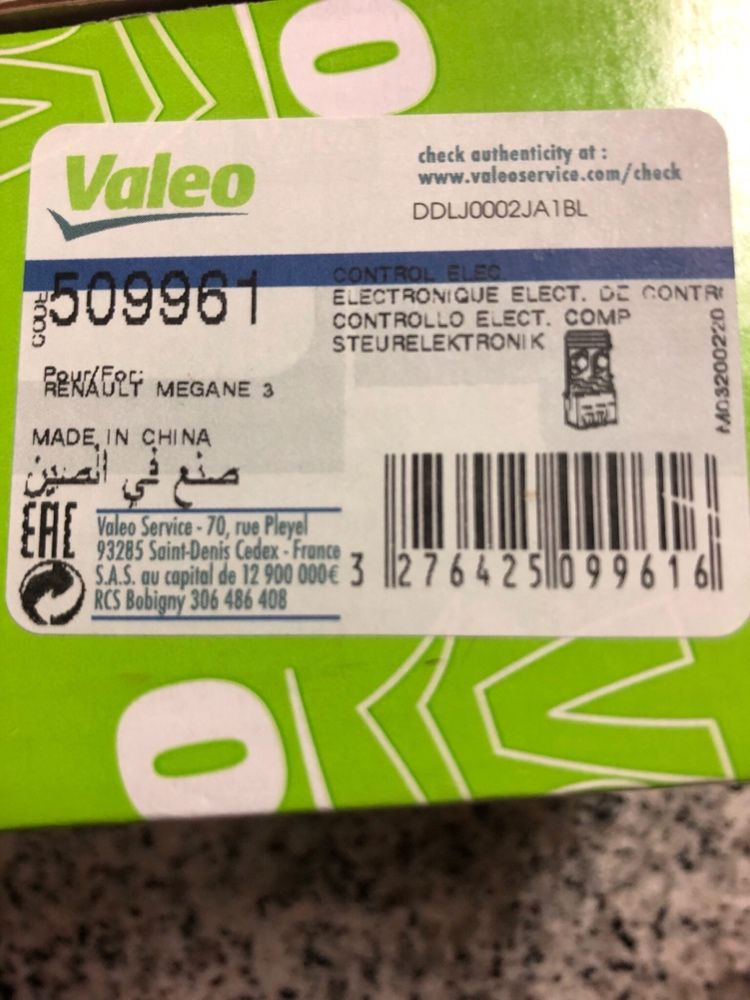 Valeo
check authenticity at :
www.valeoservice.com/check
DDLJ0002JA1BL
CODE 509961
CONTROL ELEC
ELECTRONIQUE ELECT. DE CONTR
CONTROLLO ELECT. COMP
STEURELEKTRONIK
M03200220
Pour/For:
RENAULT MEGANE 3
MADE IN CHINA
صنع في الصين
EAC
Valeo Service - 70, rue Pleyel
93285 Saint-Denis Cedex - France
S.A.S. au capital de 12 900 000€
RCS Bobigny 306 486 408
3 276425 099616